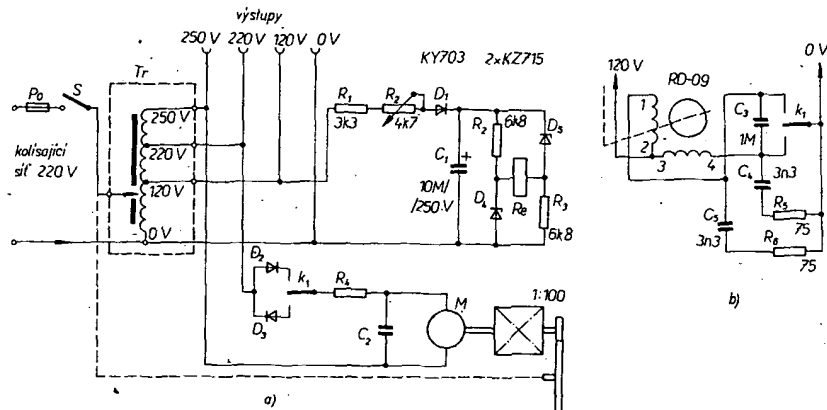 výstupy
250 V 220 V 120 V 0 V
KY703 2×KZ715
Tr
Po S
250 V
220 V
120 V
0 V
kolísající
síť 220 V
R₁
3k3
R₂
4k7
D₁
C₁
10M/
/250 V
R₂
6k8
D₅
D₄
Re
R₃
6k8
D₂
D₃
k₁
R₄
C₂
M
1:100
a)
120 V
RD-09
0 V
1
2
3
4
C₃
1M
k₁
C₄
3n3
R₅
75
C₅
3n3
R₆
75
b)